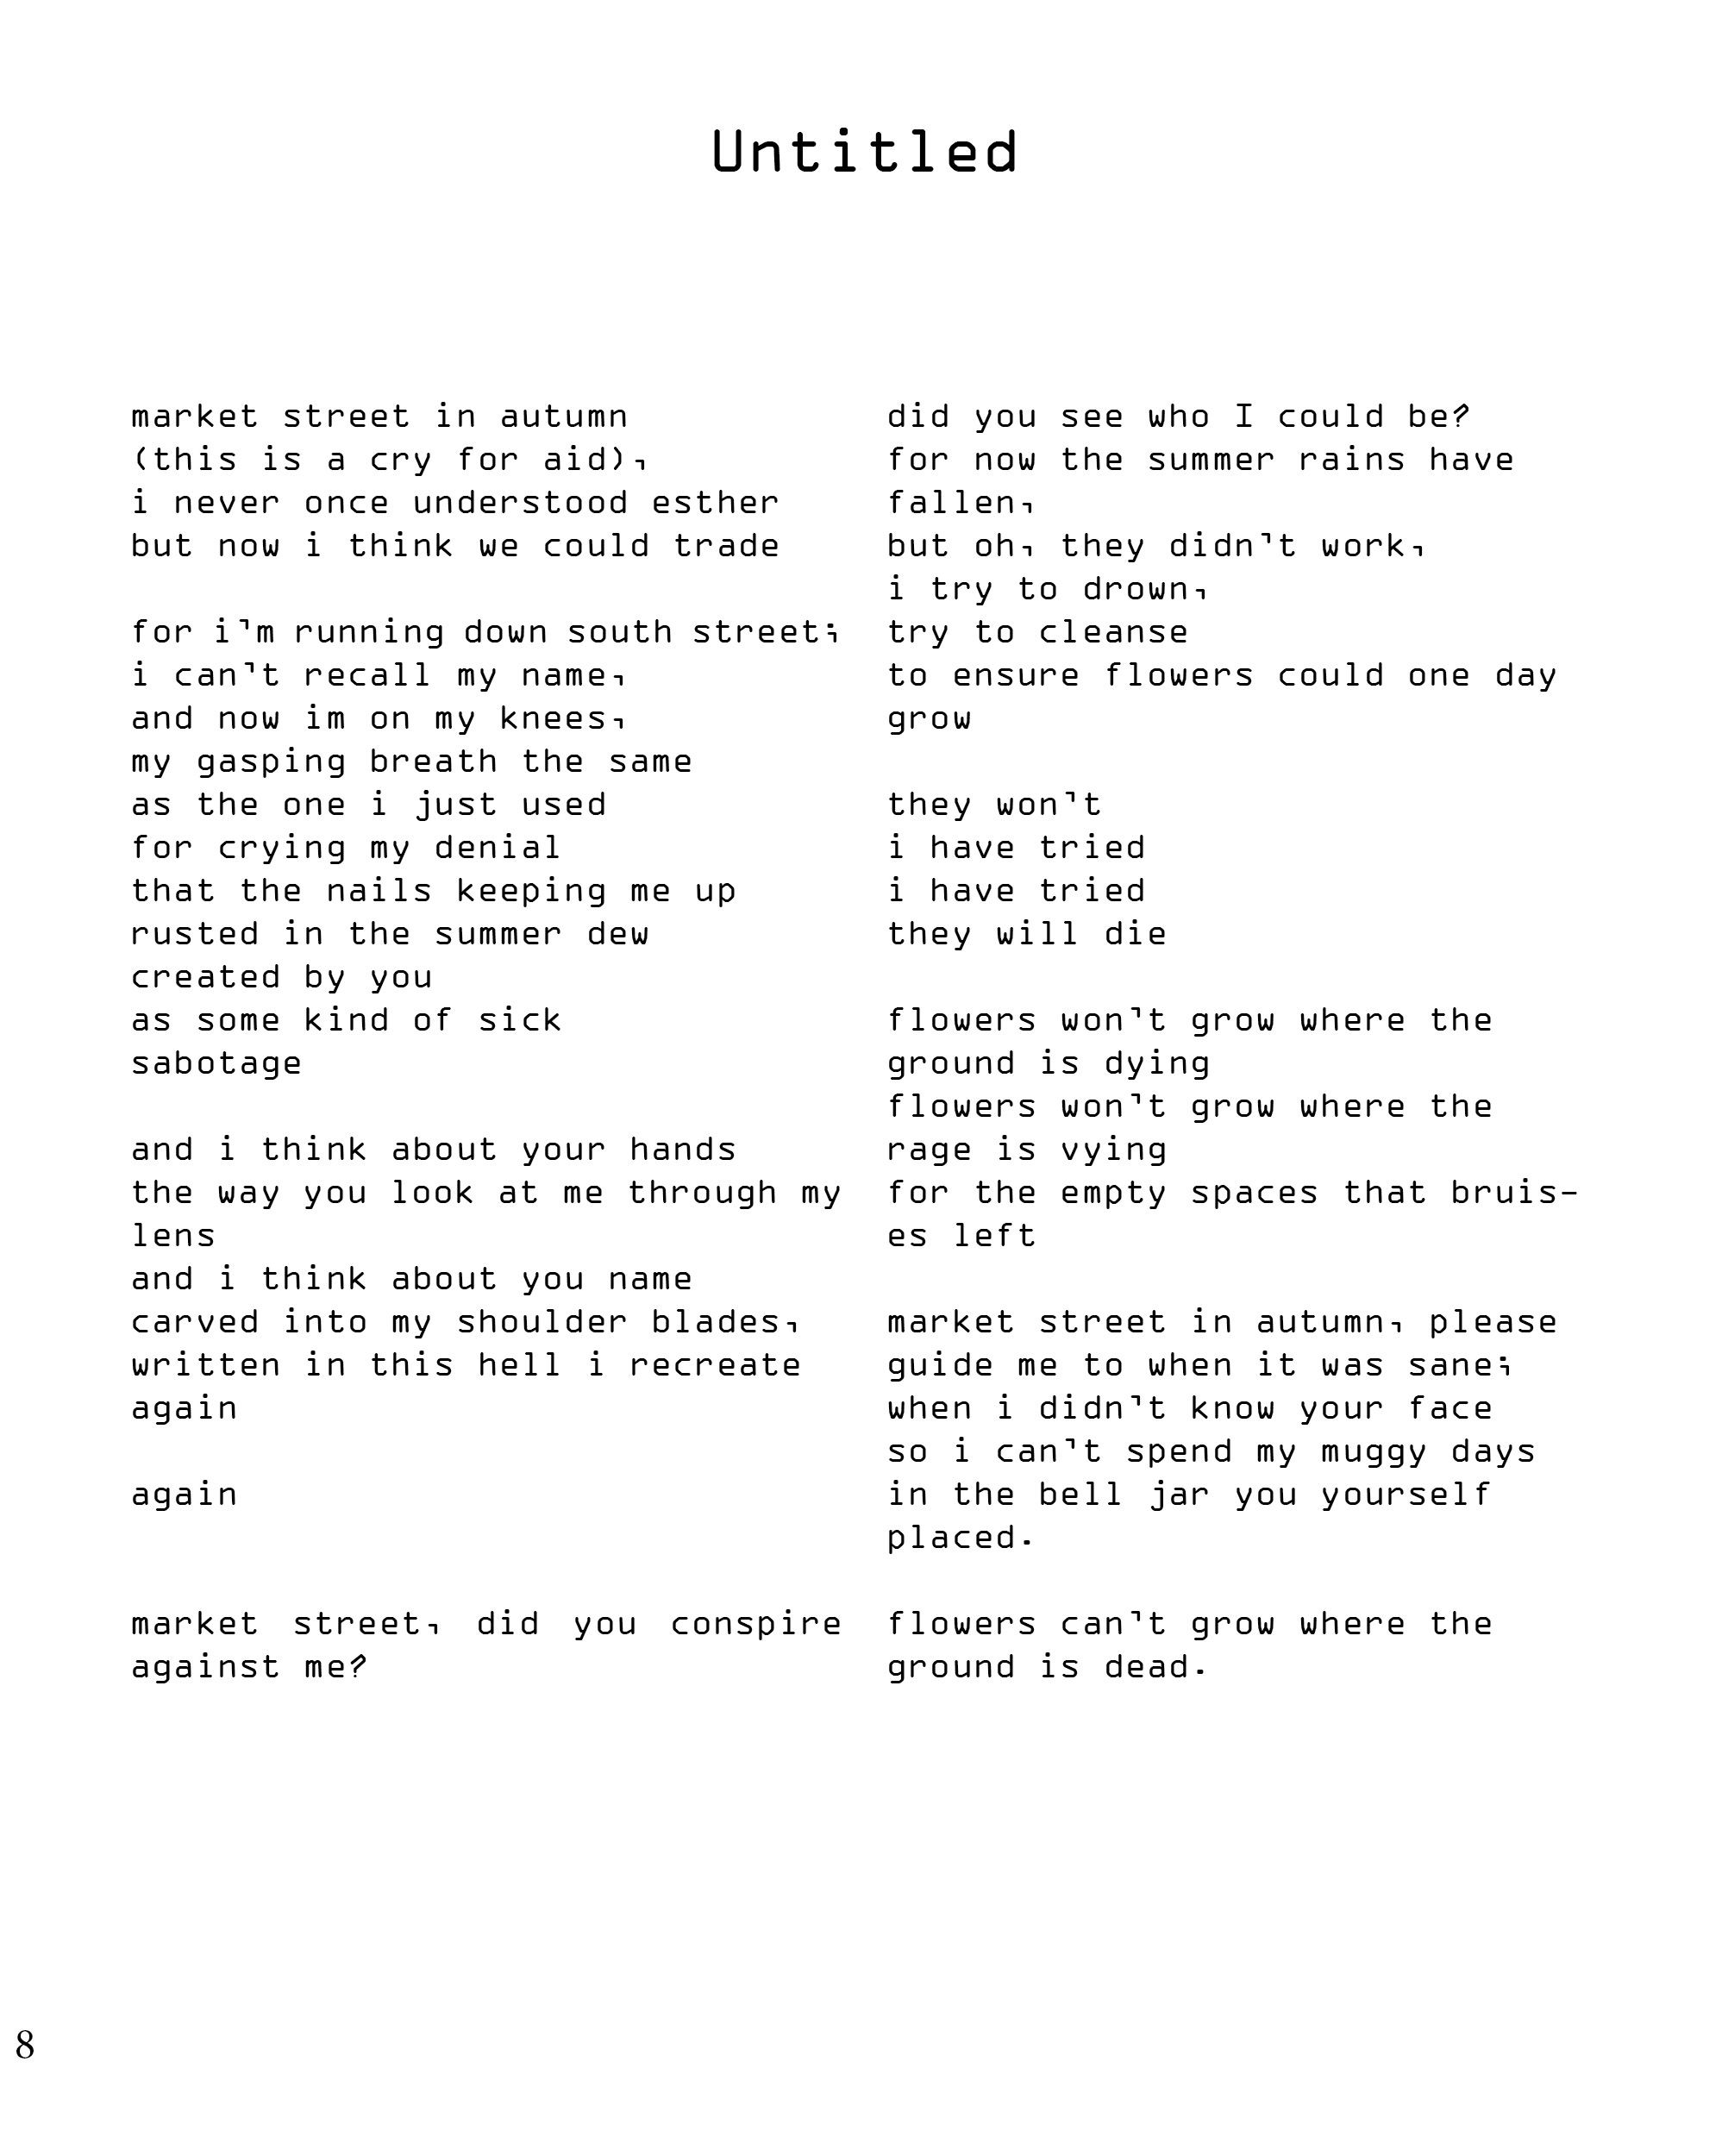 Untitled
market street in autumn
(this is a cry for aid),
i never once understood esther
but now i think we could trade
for i'm running down south street;
i can't recall my name,
and now im on my knees,
my gasping breath the same
as the one i just used
for crying my denial
that the nails keeping me up
rusted in the summer dew
created by you
as some kind of sick
sabotage
and i think about your hands
the way you look at me through my
lens
and i think about you name
carved into my shoulder blades,
written in this hell i recreate
again
again
market street, did you conspire
against me?
did you see who I could be?
for now the summer rains have
fallen,
but oh, they didn't work,
i try to drown,
try to cleanse
to ensure flowers could one day
grow
they won't
i have tried
i have tried
they will die
flowers won't grow where the
ground is dying
flowers won't grow where the
rage is vying
for the empty spaces that bruis-
es left
market street in autumn, please
guide me to when it was sane;
when i didn't know your face
so i can't spend my muggy days
in the bell jar you yourself
placed.
flowers can't grow where the
ground is dead.
8